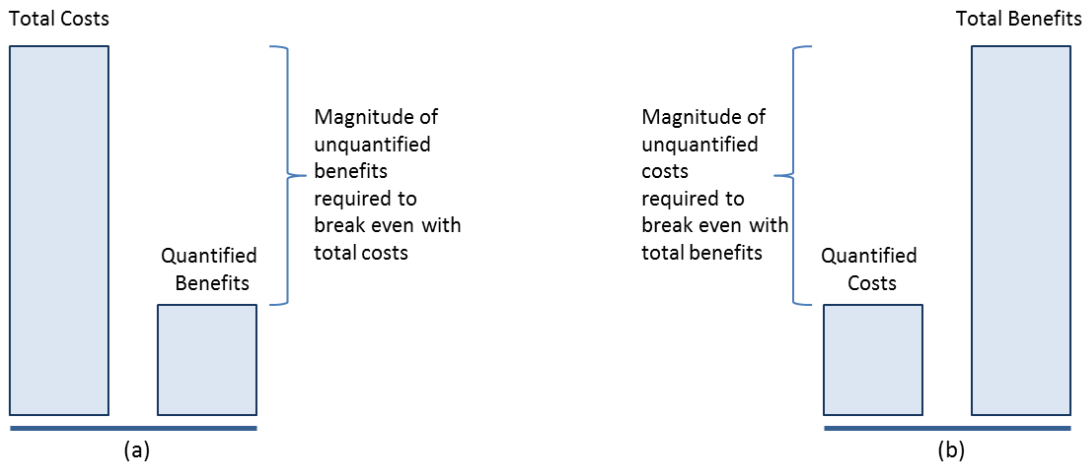 Total Costs
Magnitude of
unquantified
benefits
required to
break even with
total costs
Quantified
Benefits
(a)
Total Benefits
Magnitude of
unquantified
costs
required to
break even with
total benefits
Quantified
Costs
(b)